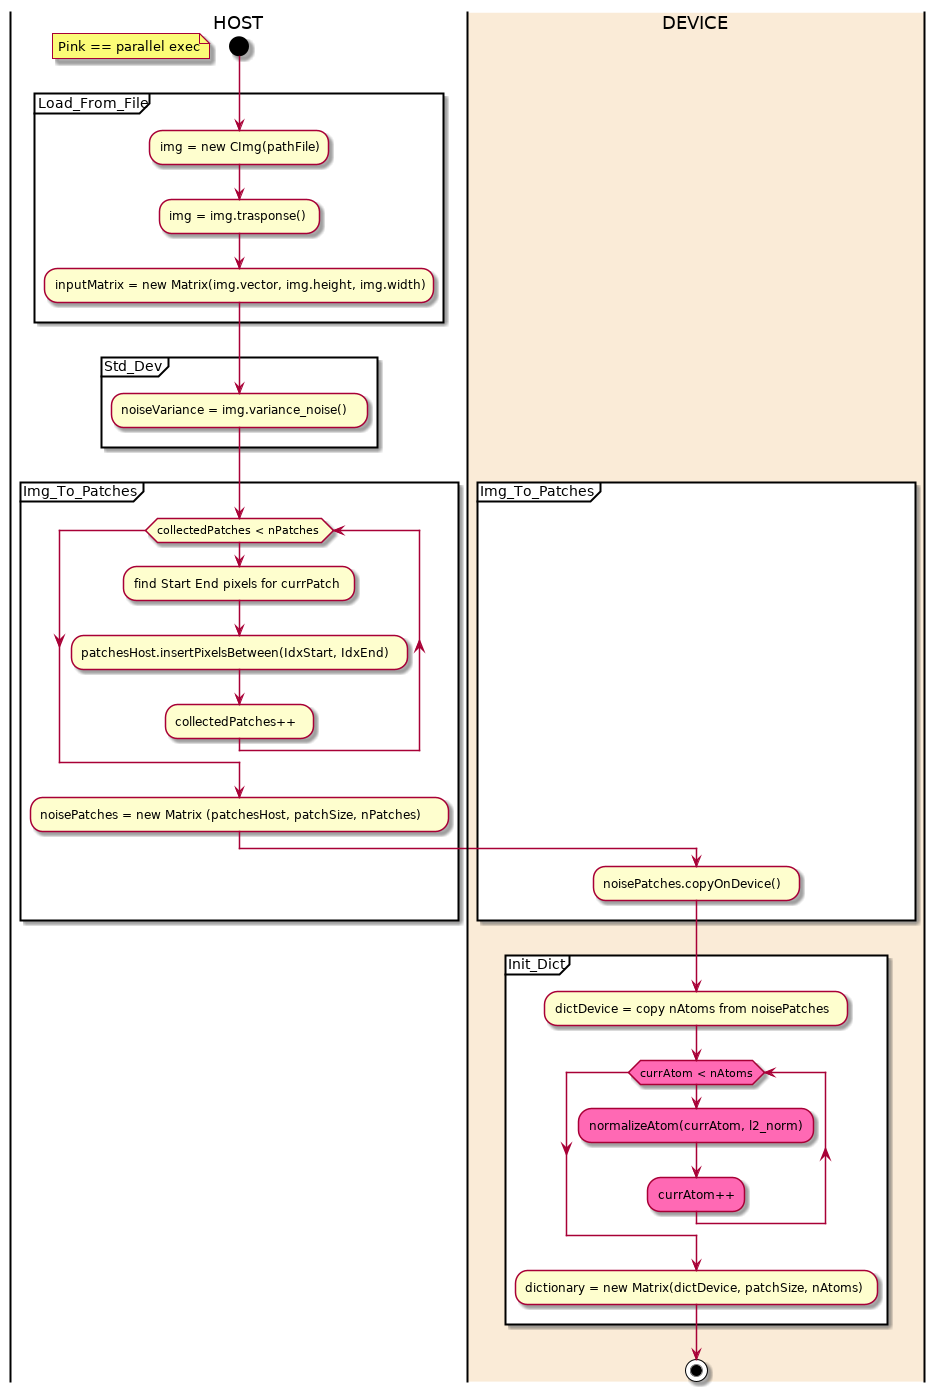 HOST
DEVICE
Pink == parallel exec
Load_From_File
img = new CImg(pathFile)
img = img.trasponse()
inputMatrix = new Matrix(img.vector, img.height, img.width)
Std_Dev
noiseVariance = img.variance_noise()
Img_To_Patches
Img_To_Patches
collectedPatches < nPatches
find Start End pixels for currPatch
patchesHost.insertPixelsBetween(IdxStart, IdxEnd)
collectedPatches++
noisePatches = new Matrix (patchesHost, patchSize, nPatches)
noisePatches.copyOnDevice()
Init_Dict
dictDevice = copy nAtoms from noisePatches
currAtom < nAtoms
normalizeAtom(currAtom, l2_norm)
currAtom++
dictionary = new Matrix(dictDevice, patchSize, nAtoms)